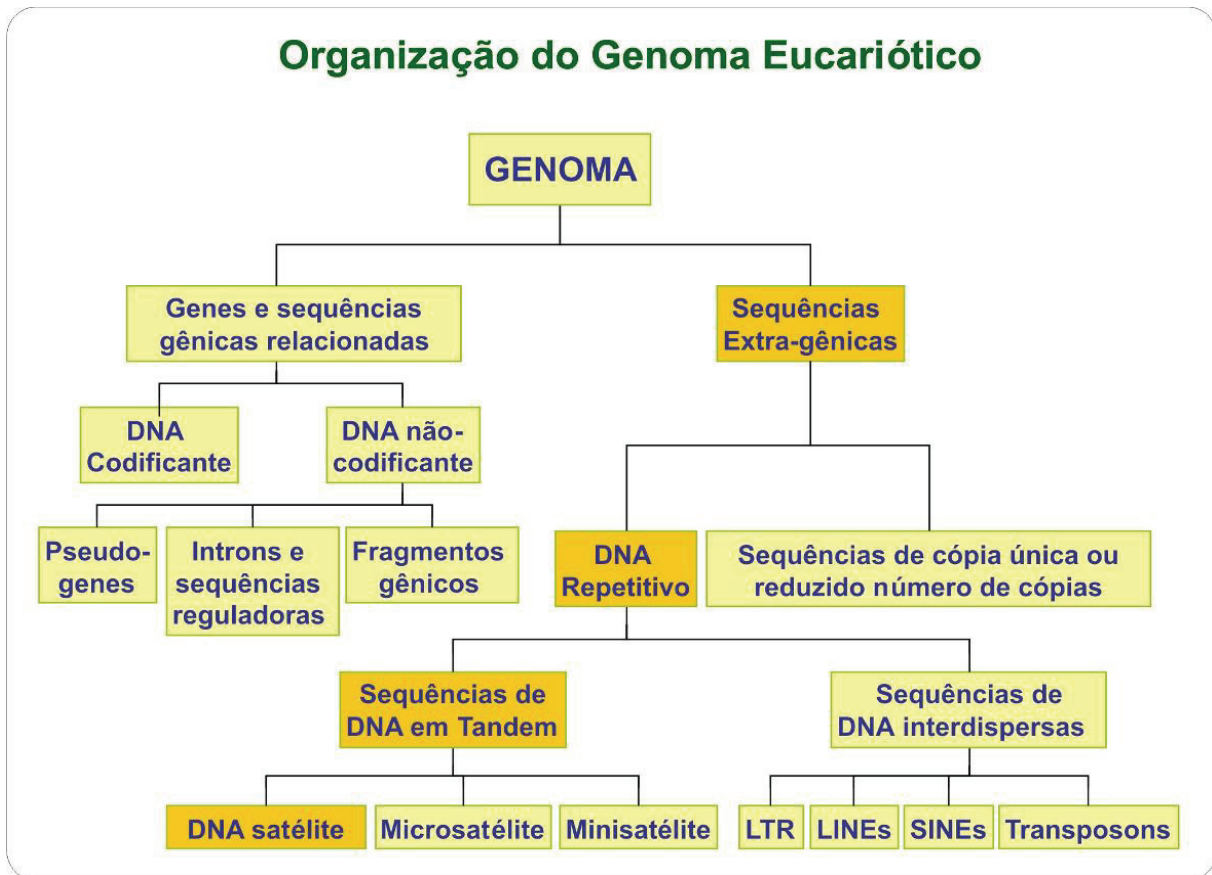 Organização do Genoma Eucariótico
GENOMA
Genes e sequências
gênicas relacionadas
Sequências
Extra-gênicas
DNA
Codificante
DNA não-
codificante
Pseudo-
genes
Introns e
sequências
reguladoras
Fragmentos
gênicos
DNA
Repetitivo
Sequências de cópia única ou
reduzido número de cópias
Sequências de
DNA em Tandem
Sequências de
DNA interdispersas
DNA satélite
Microsatélite
Minisatélite
LTR
LINEs
SINEs
Transposons